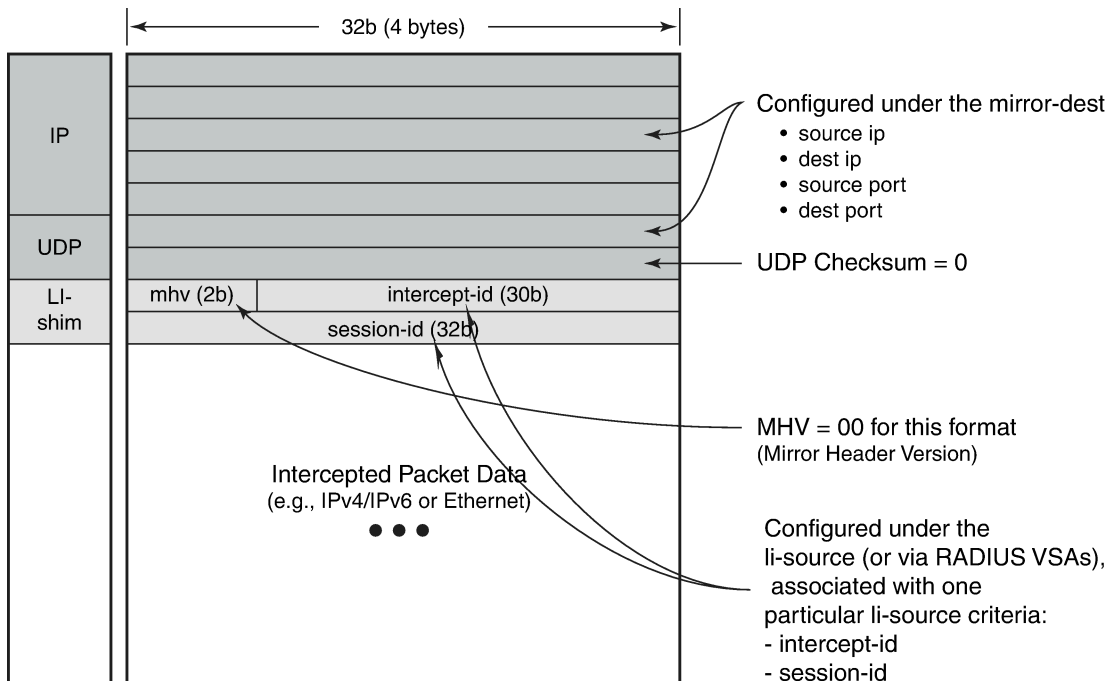 32b (4 bytes)
IP
Configured under the mirror-dest
• source ip
• dest ip
• source port
• dest port
UDP
UDP Checksum = 0
LI-
shim
mhv (2b)
intercept-id (30b)
session-id (32b)
MHV = 00 for this format
(Mirror Header Version)
Intercepted Packet Data
(e.g., IPv4/IPv6 or Ethernet)
Configured under the
li-source (or via RADIUS VSAs),
associated with one
particular li-source criteria:
- intercept-id
- session-id